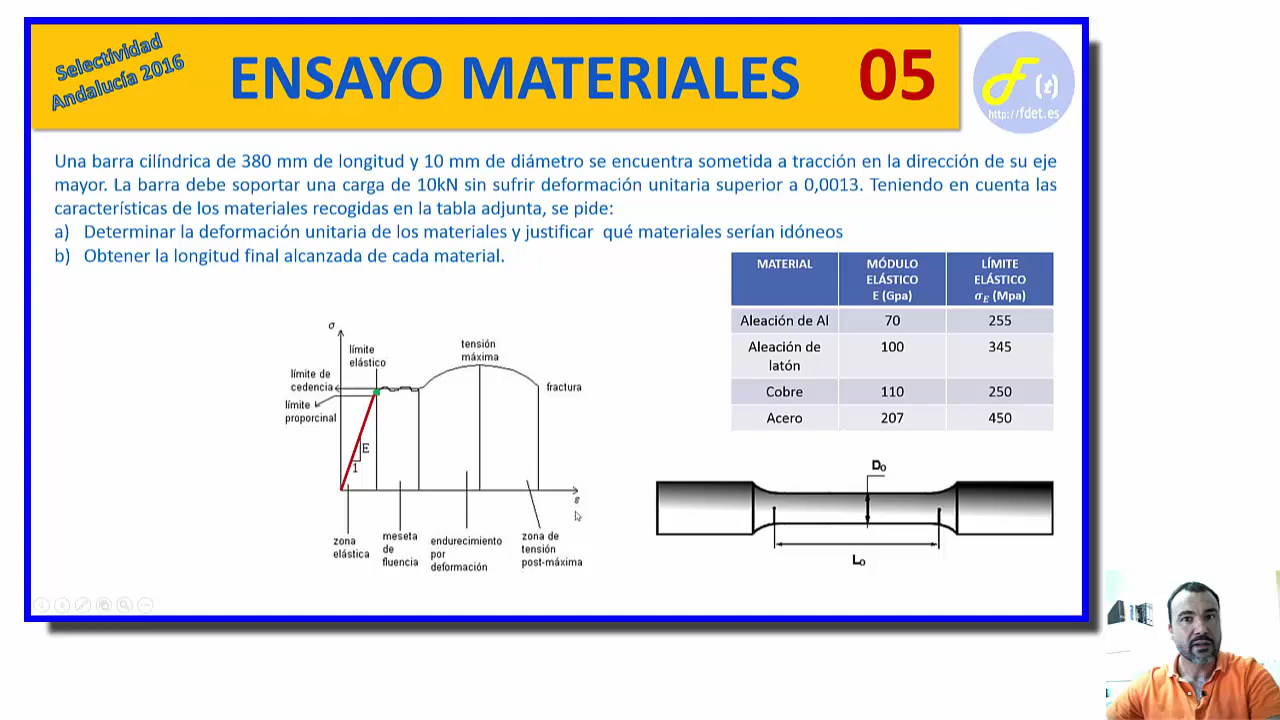 Selectividad
Andalucía 2016
ENSAYO MATERIALES
05
F(t)
http://fdet.es
Una barra cilíndrica de 380 mm de longitud y 10 mm de diámetro se encuentra sometida a tracción en la dirección de su eje
mayor. La barra debe soportar una carga de 10kN sin sufrir deformación unitaria superior a 0,0013. Teniendo en cuenta las
características de los materiales recogidas en la tabla adjunta, se pide:
a) Determinar la deformación unitaria de los materiales y justificar qué materiales serían idóneos
b) Obtener la longitud final alcanzada de cada material.
MATERIAL
MÓDULO
ELÁSTICO
E (Gpa)
LÍMITE
ELÁSTICO
σE (Mpa)
Aleación de Al
70
255
Aleación de
latón
100
345
Cobre
110
250
Acero
207
450
σ
límite
elástico
tensión
máxima
límite de
cedencia
fractura
límite
proporcinal
E
1
ε
zona
elástica
meseta
de
fluencia
endurecimiento
por
deformación
zona de
tensión
post-máxima
Do
Lo